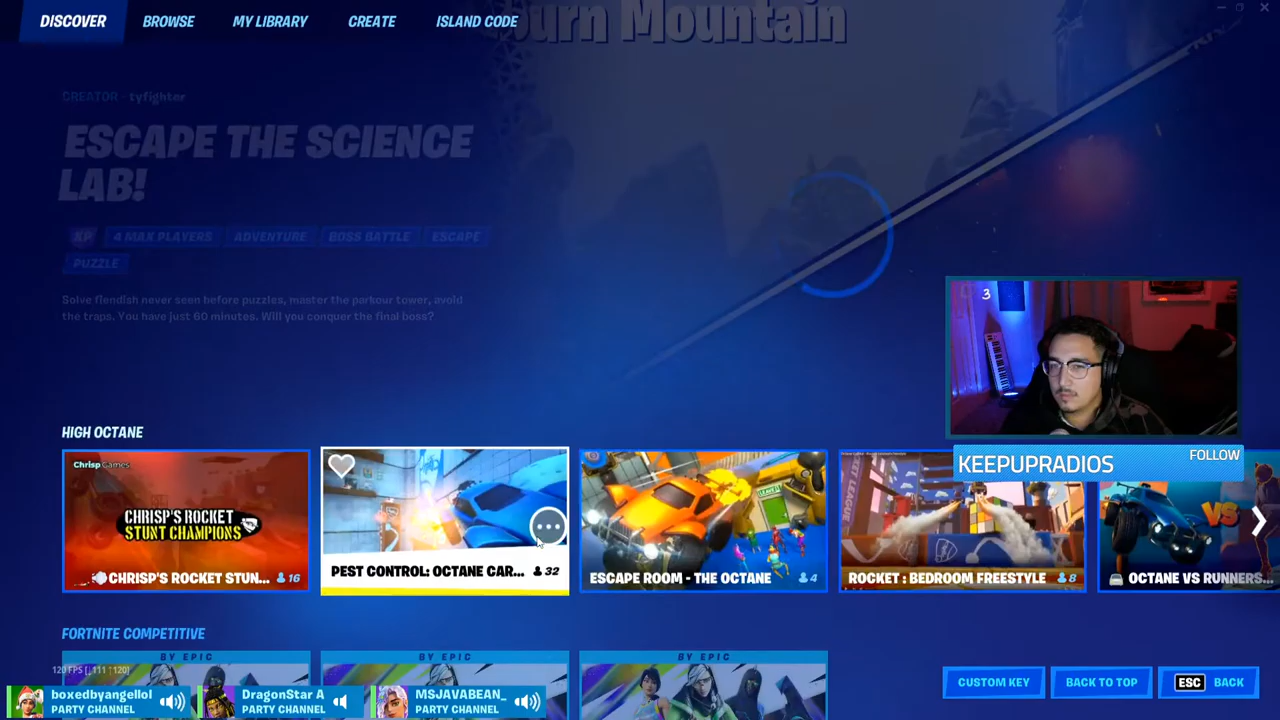 DISCOVER
BROWSE
MY LIBRARY
CREATE
ISLAND CODE
urn Mountain
CREATOR - tyfighter
ESCAPE THE SCIENCE
LAB!
XP
4 MAX PLAYERS
ADVENTURE
BOSS BATTLE
ESCAPE
PUZZLE
Solve fiendish never seen before puzzles, master the parkour tower, avoid
the traps. You have just 60 minutes. Will you conquer the final boss?
3
FOLLOW
KEEPUPRADIOS
HIGH OCTANE
Chrisp Games
CHRISP'S ROCKET
STUNT CHAMPIONS
CHRISP'S ROCKET STUN... 16
PEST CONTROL: OCTANE CAR... 32
ESCAPE ROOM - THE OCTANE 4
ROCKET : BEDROOM FREESTYLE 8
VS
OCTANE VS RUNNERS...
FORTNITE COMPETITIVE
BY EPIC
BY EPIC
BY EPIC
120 FPS [↓ 111 ↑120]
boxedbyangellol
PARTY CHANNEL
DragonStar A
PARTY CHANNEL
MSJAVABEAN_
PARTY CHANNEL
CUSTOM KEY
BACK TO TOP
ESC BACK